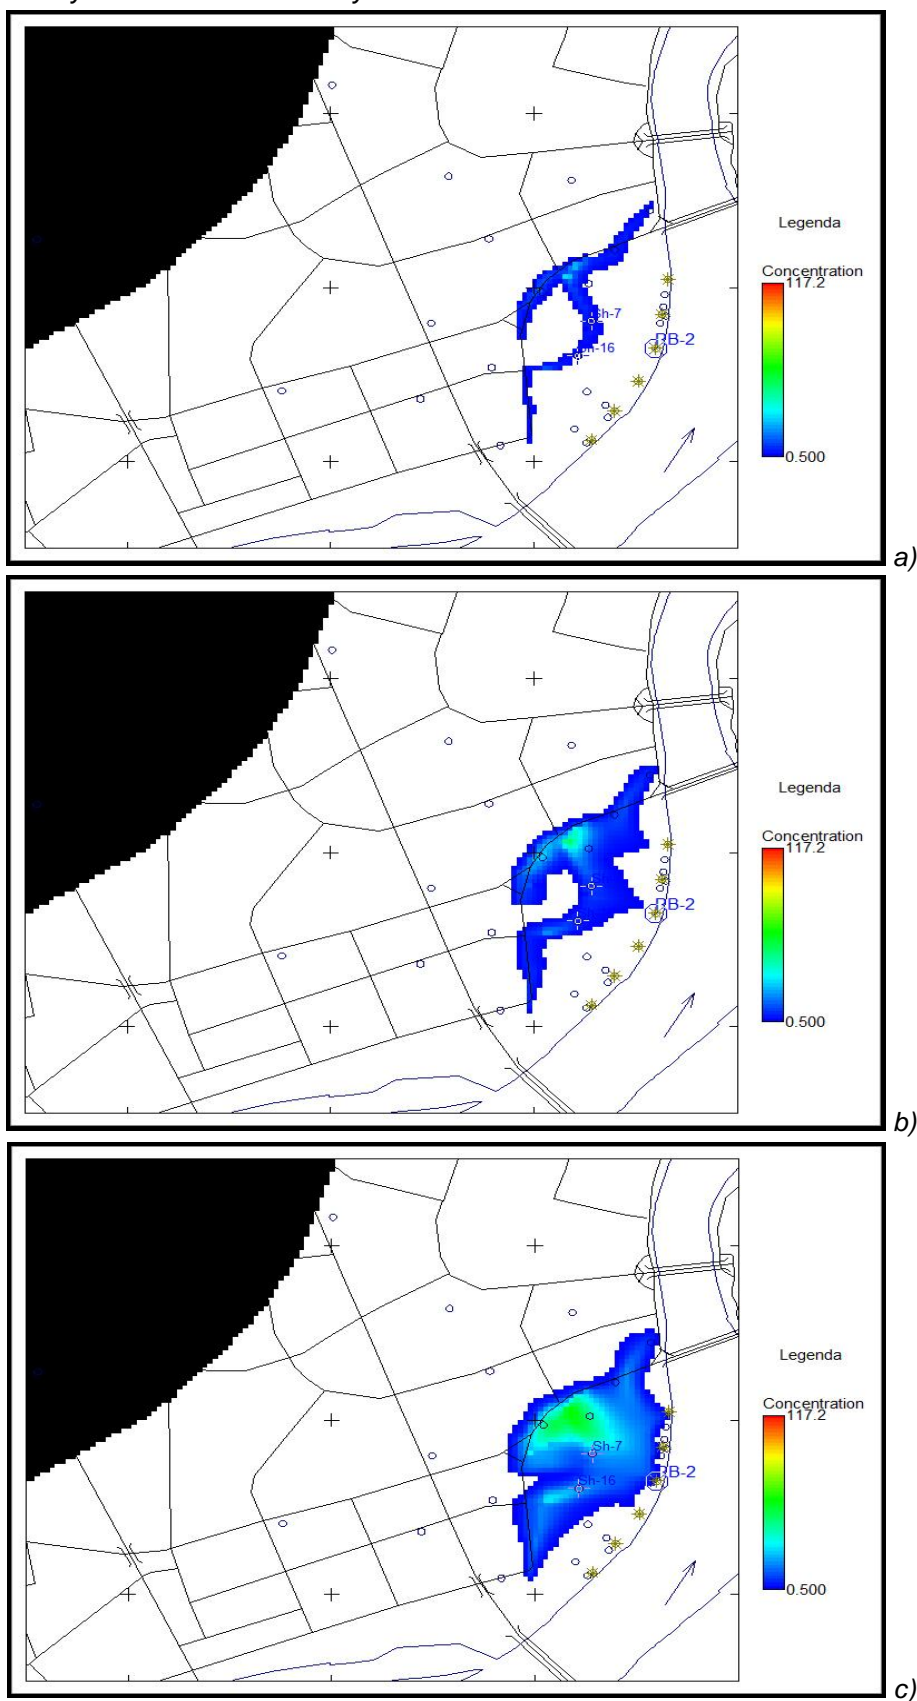 Legenda
Concentration
117.2
Sh-7
Sh-16
RB-2
0.500
a)
Legenda
Concentration
117.2
RB-2
0.500
b)
Legenda
Concentration
117.2
Sh-7
Sh-16
RB-2
0.500
c)